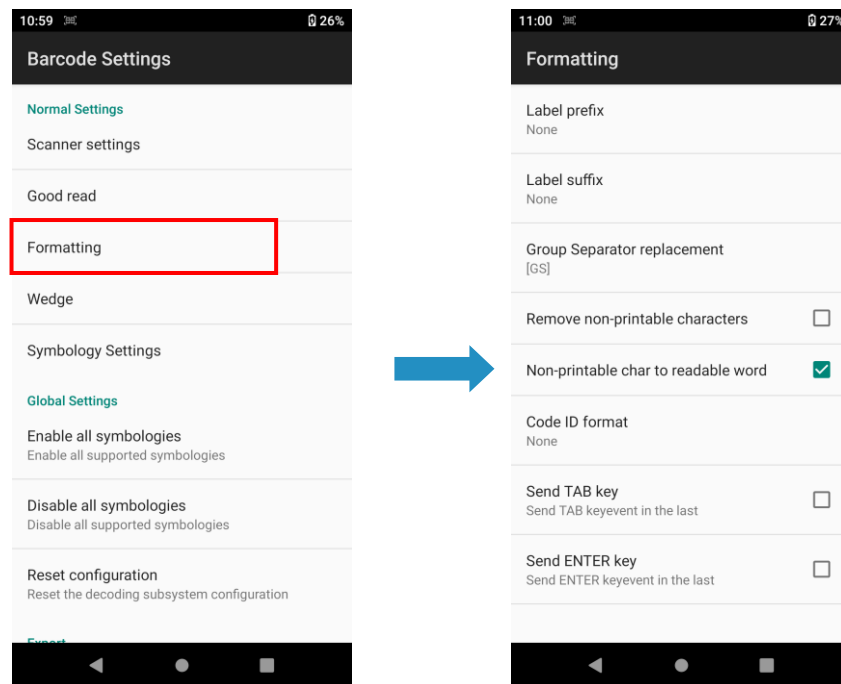 10:59
26%
Barcode Settings
Normal Settings
Scanner settings
Good read
Formatting
Wedge
Symbology Settings
Global Settings
Enable all symbologies
Enable all supported symbologies
Disable all symbologies
Disable all supported symbologies
Reset configuration
Reset the decoding subsystem configuration
Export
11:00
27%
Formatting
Label prefix
None
Label suffix
None
Group Separator replacement
[GS]
Remove non-printable characters
Non-printable char to readable word
Code ID format
None
Send TAB key
Send TAB keyevent in the last
Send ENTER key
Send ENTER keyevent in the last